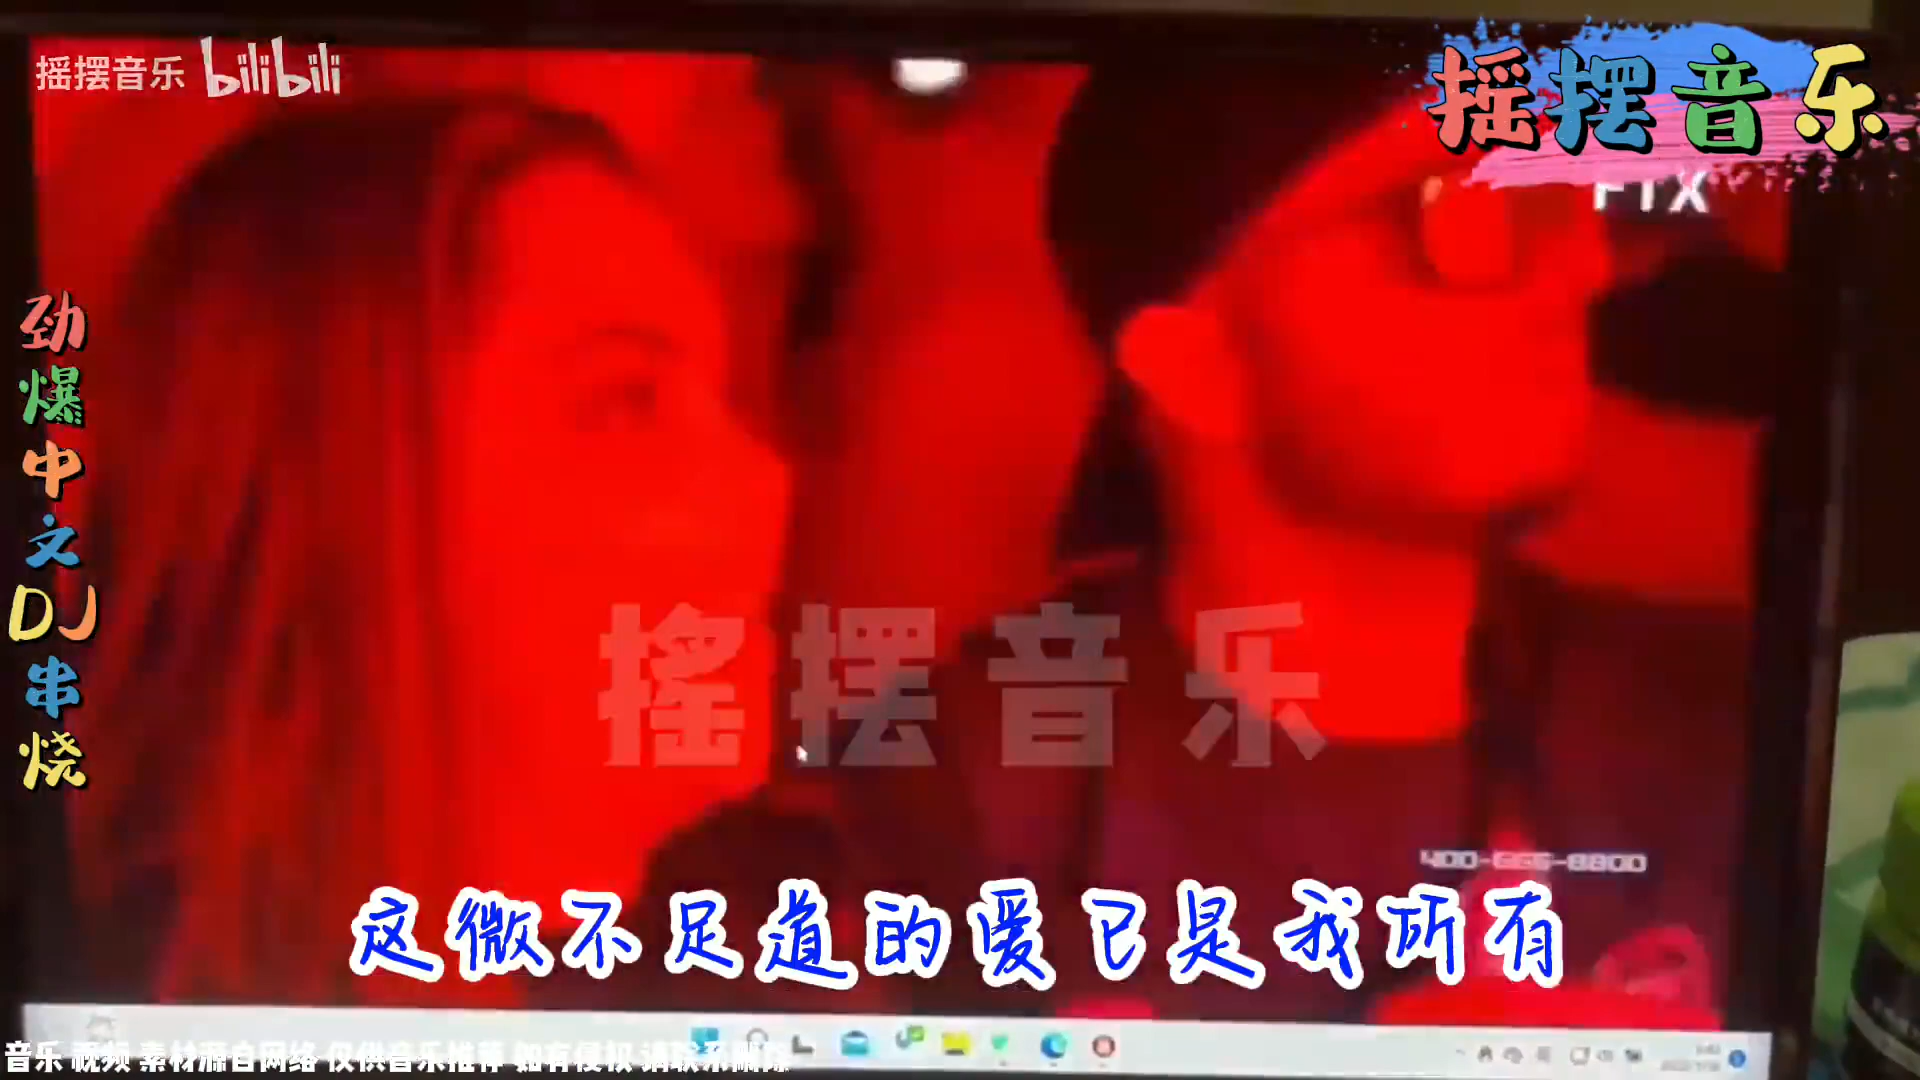 摇摆音乐 bilibili
摇摆音乐
FTX
劲爆中文DJ串烧
摇摆音乐
400-666-8800
这微不足道的爱已是我所有
音乐 视频 素材源自网络 仅供音乐推荐 如有侵权 请联系删除